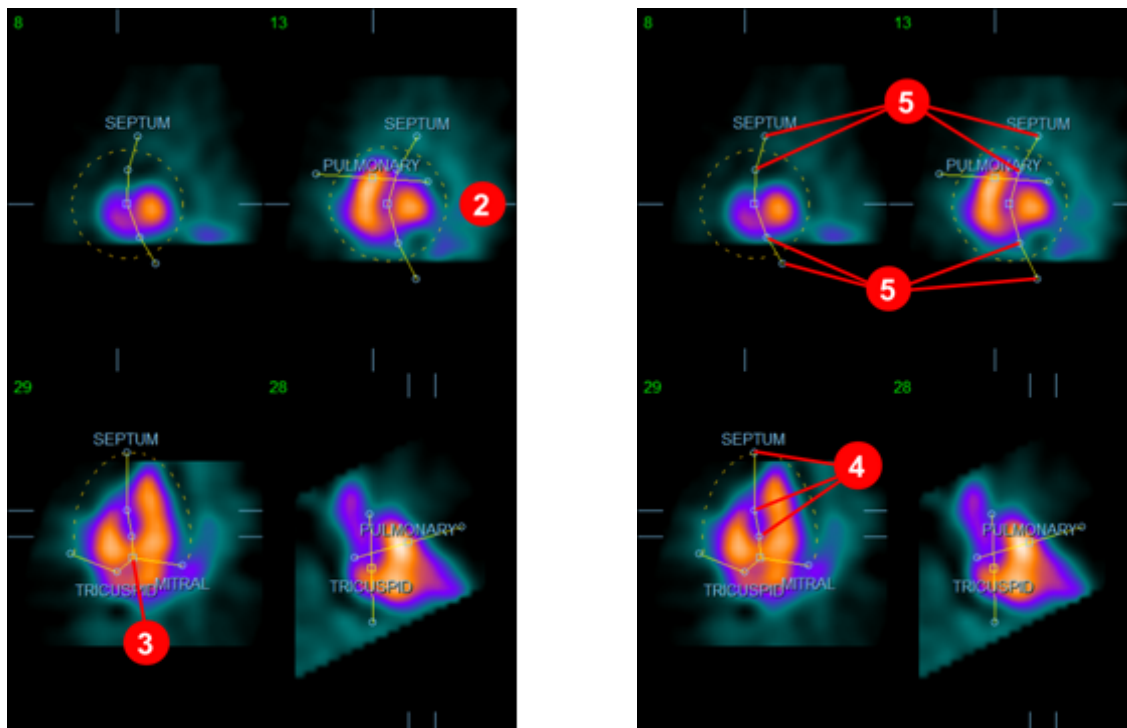 8
13
SEPTUM
SEPTUM
PULMONARY
2
29
28
SEPTUM
PULMONARY
TRICUSPID
MITRAL
TRICUSPID
3
8
13
5
SEPTUM
SEPTUM
PULMONARY
5
29
28
SEPTUM
4
PULMONARY
TRICUSPID
MITRAL
TRICUSPID